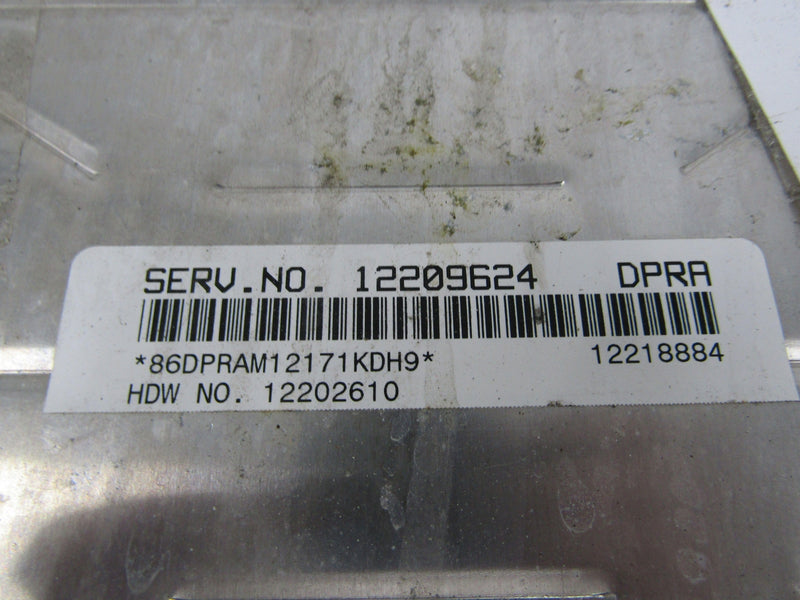 SERV.NO. 12209624 DPRA
*86DPRAM12171KDH9* 12218884
HDW NO. 12202610